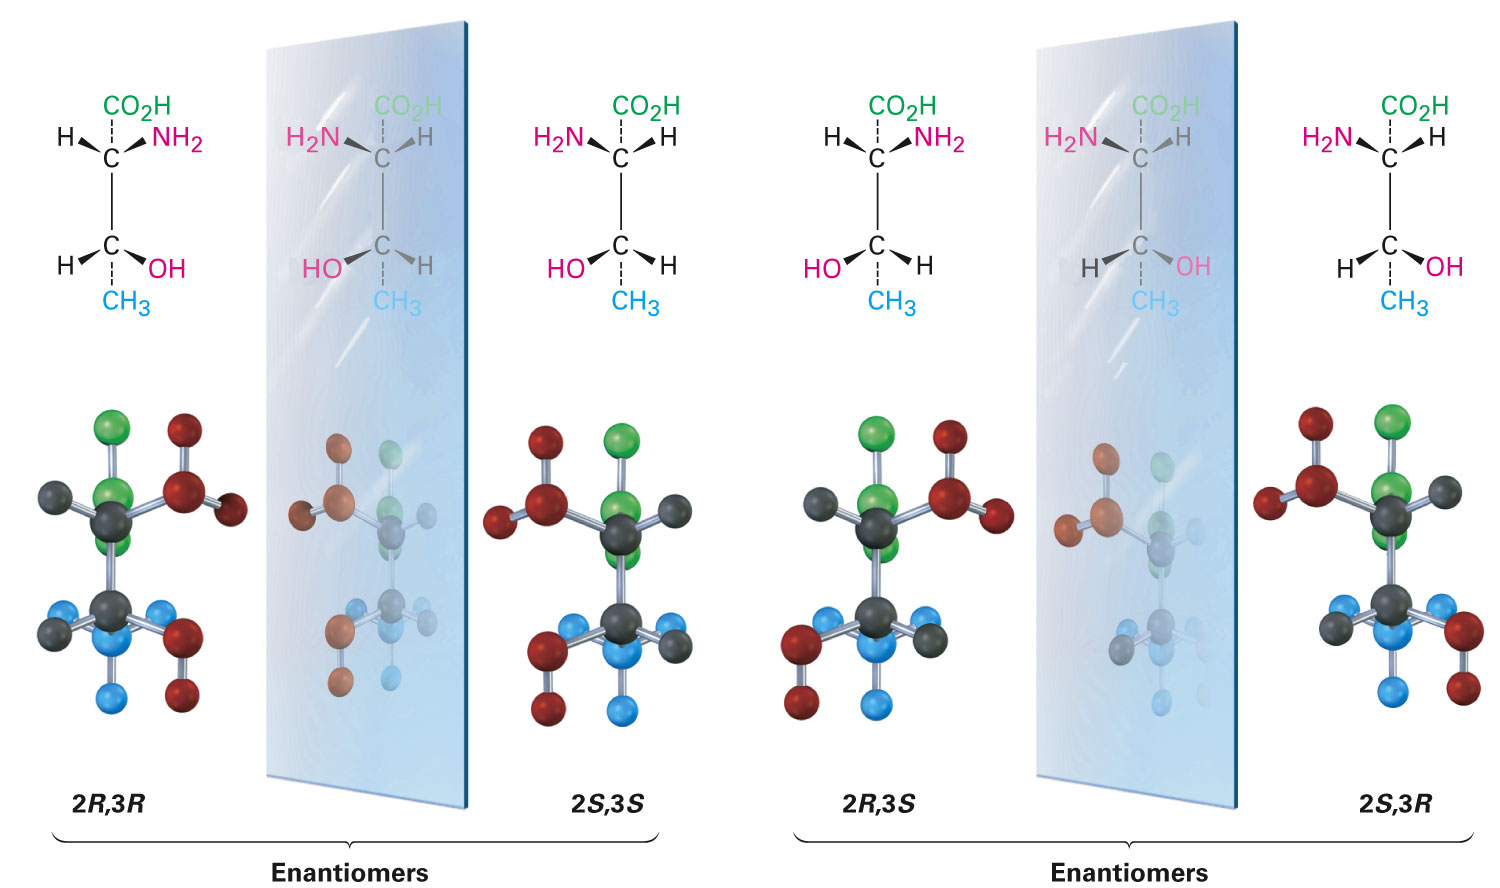 CO₂H CO₂H CO₂H CO₂H CO₂H CO₂H
H NH₂ H₂N H H₂N H H NH₂ H₂N H H₂N H
C C C C C C
C C C C C C
H OH HO H HO H HO H H OH H OH
CH₃ CH₃ CH₃ CH₃ CH₃ CH₃
2R,3R 2S,3S 2R,3S 2S,3R
Enantiomers Enantiomers